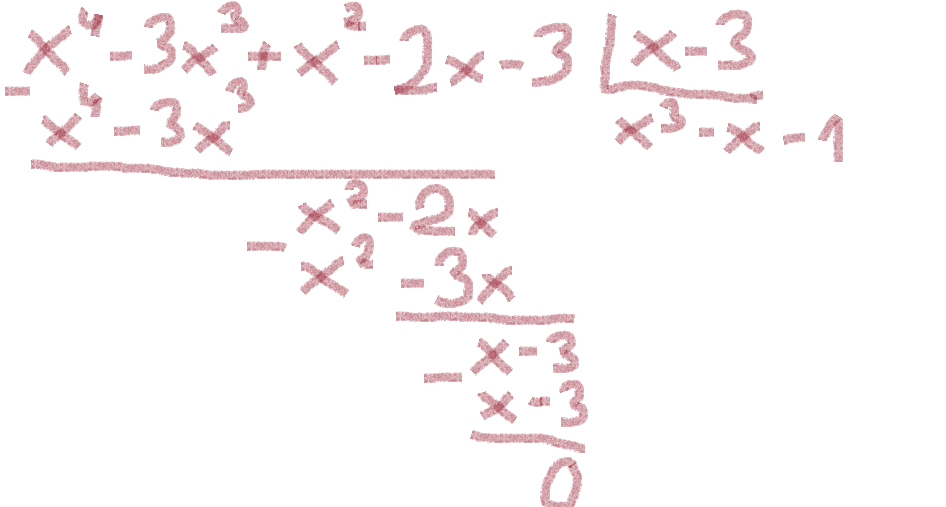 x⁴ - 3x³ + x² - 2x - 3 | x - 3
- x⁴ - 3x³ x³ - x - 1
x² - 2x
- x² - 3x
x - 3
- x - 3
0